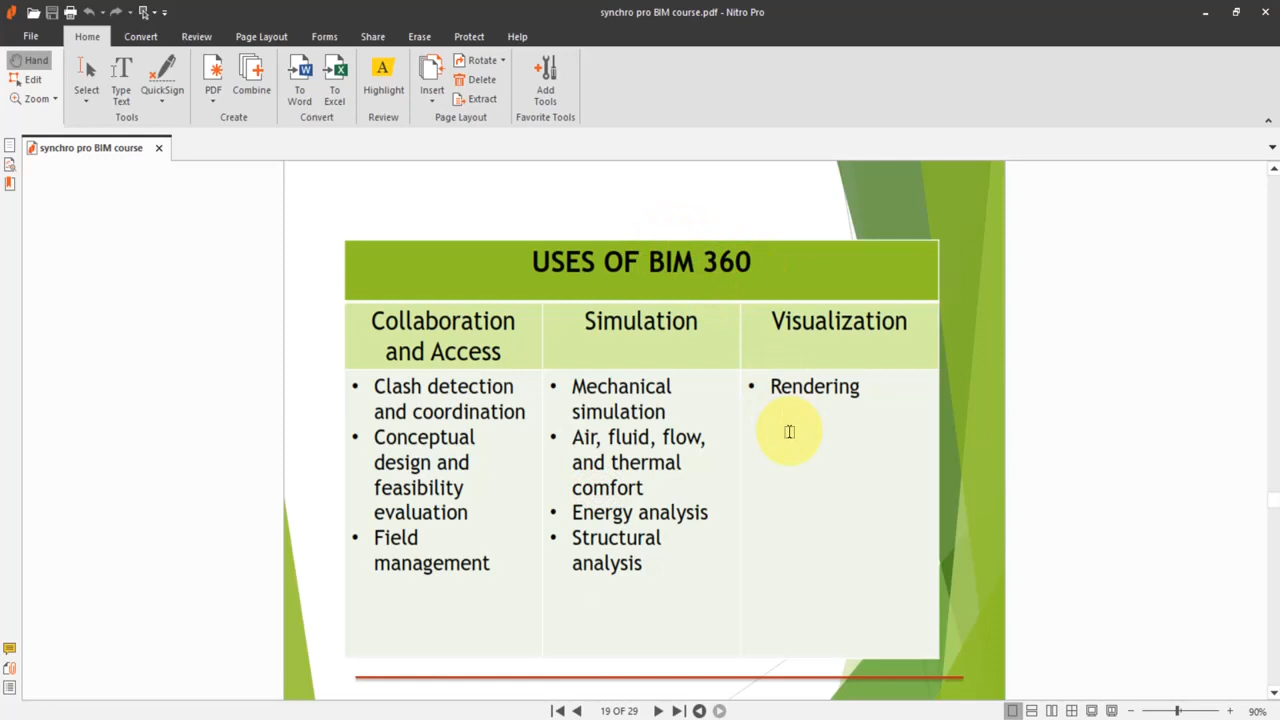 synchro pro BIM course.pdf - Nitro Pro
File
Home
Convert
Review
Page Layout
Forms
Share
Erase
Protect
Help
Hand
Edit
Zoom
Select
Type
Text
QuickSign
Tools
PDF
Combine
Create
To
Word
To
Excel
Convert
Highlight
Review
Insert
Rotate
Delete
Extract
Page Layout
Add
Tools
Favorite Tools
synchro pro BIM course
USES OF BIM 360
Collaboration
and Access
Simulation
Visualization
• Clash detection
and coordination
• Conceptual
design and
feasibility
evaluation
• Field
management
• Mechanical
simulation
• Air, fluid, flow,
and thermal
comfort
• Energy analysis
• Structural
analysis
• Rendering
19 OF 29
90%